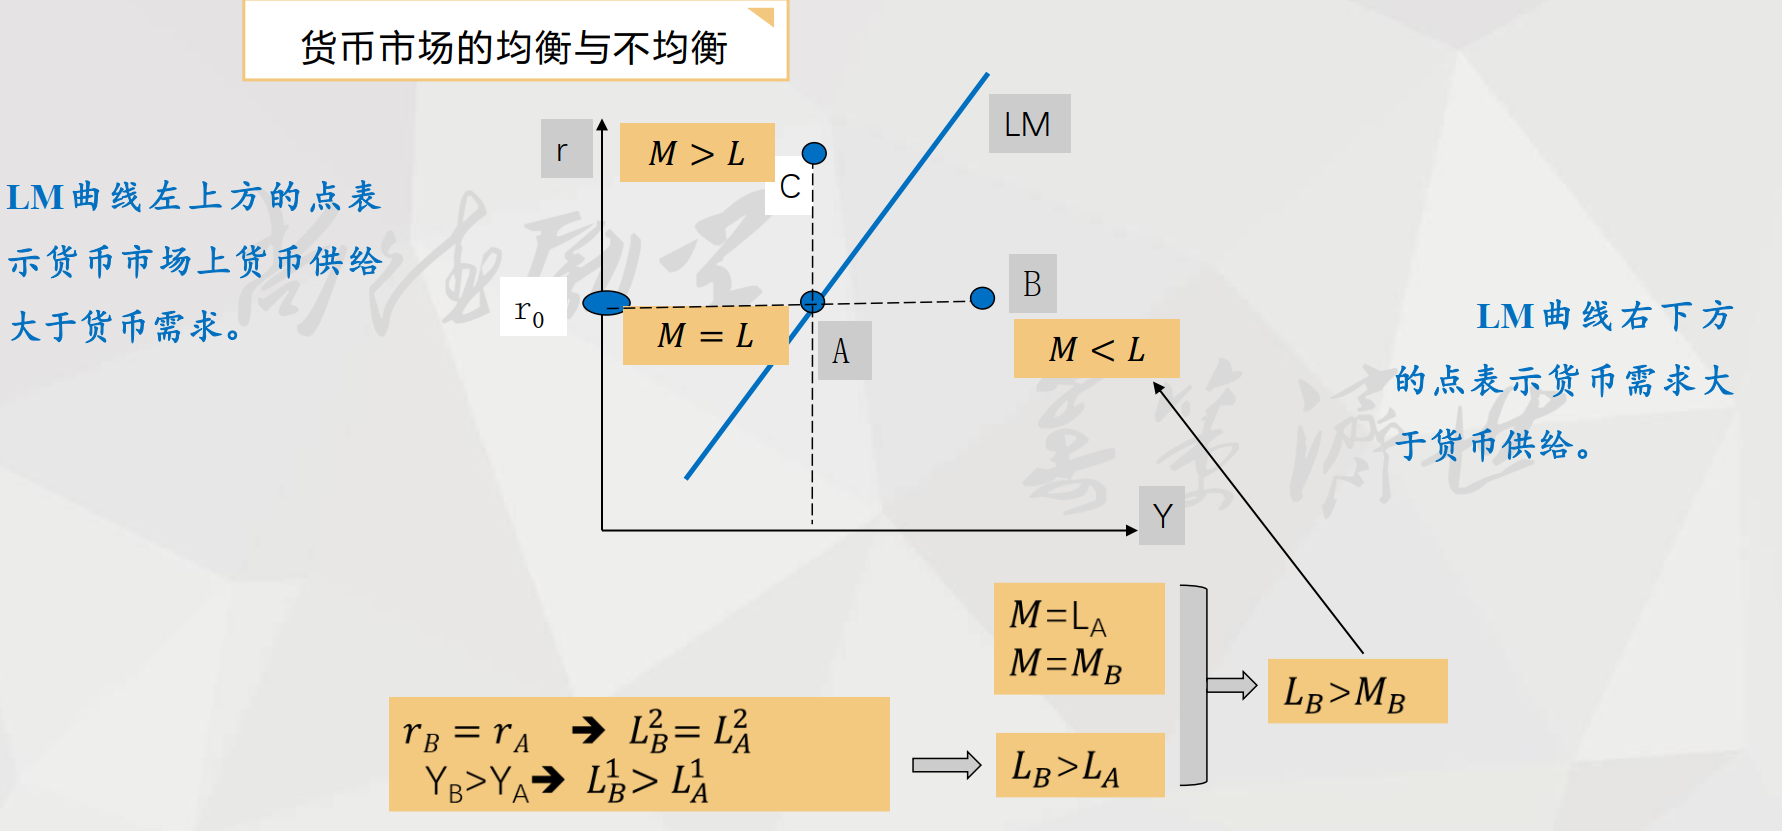 货币市场的均衡与不均衡
LM
r
M > L
C
LM曲线左上方的点表
示货币市场上货币供给
大于货币需求。
r₀
M = L
A
B
M < L
LM曲线右下方
的点表示货币需求大
于货币供给。
Y
M=L_A
M=M_B
L_B>M_B
r_B = r_A ➔ L_B^2= L_A^2
Y_B>Y_A➔ L_B^1> L_A^1
L_B>L_A